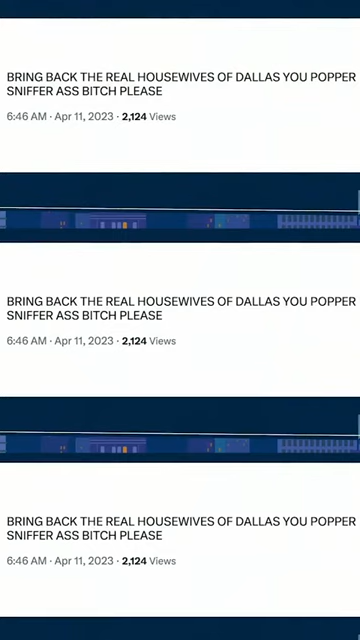 BRING BACK THE REAL HOUSEWIVES OF DALLAS YOU POPPER
SNIFFER ASS BITCH PLEASE
6:46 AM · Apr 11, 2023 · 2,124 Views
BRING BACK THE REAL HOUSEWIVES OF DALLAS YOU POPPER
SNIFFER ASS BITCH PLEASE
6:46 AM · Apr 11, 2023 · 2,124 Views
BRING BACK THE REAL HOUSEWIVES OF DALLAS YOU POPPER
SNIFFER ASS BITCH PLEASE
6:46 AM · Apr 11, 2023 · 2,124 Views